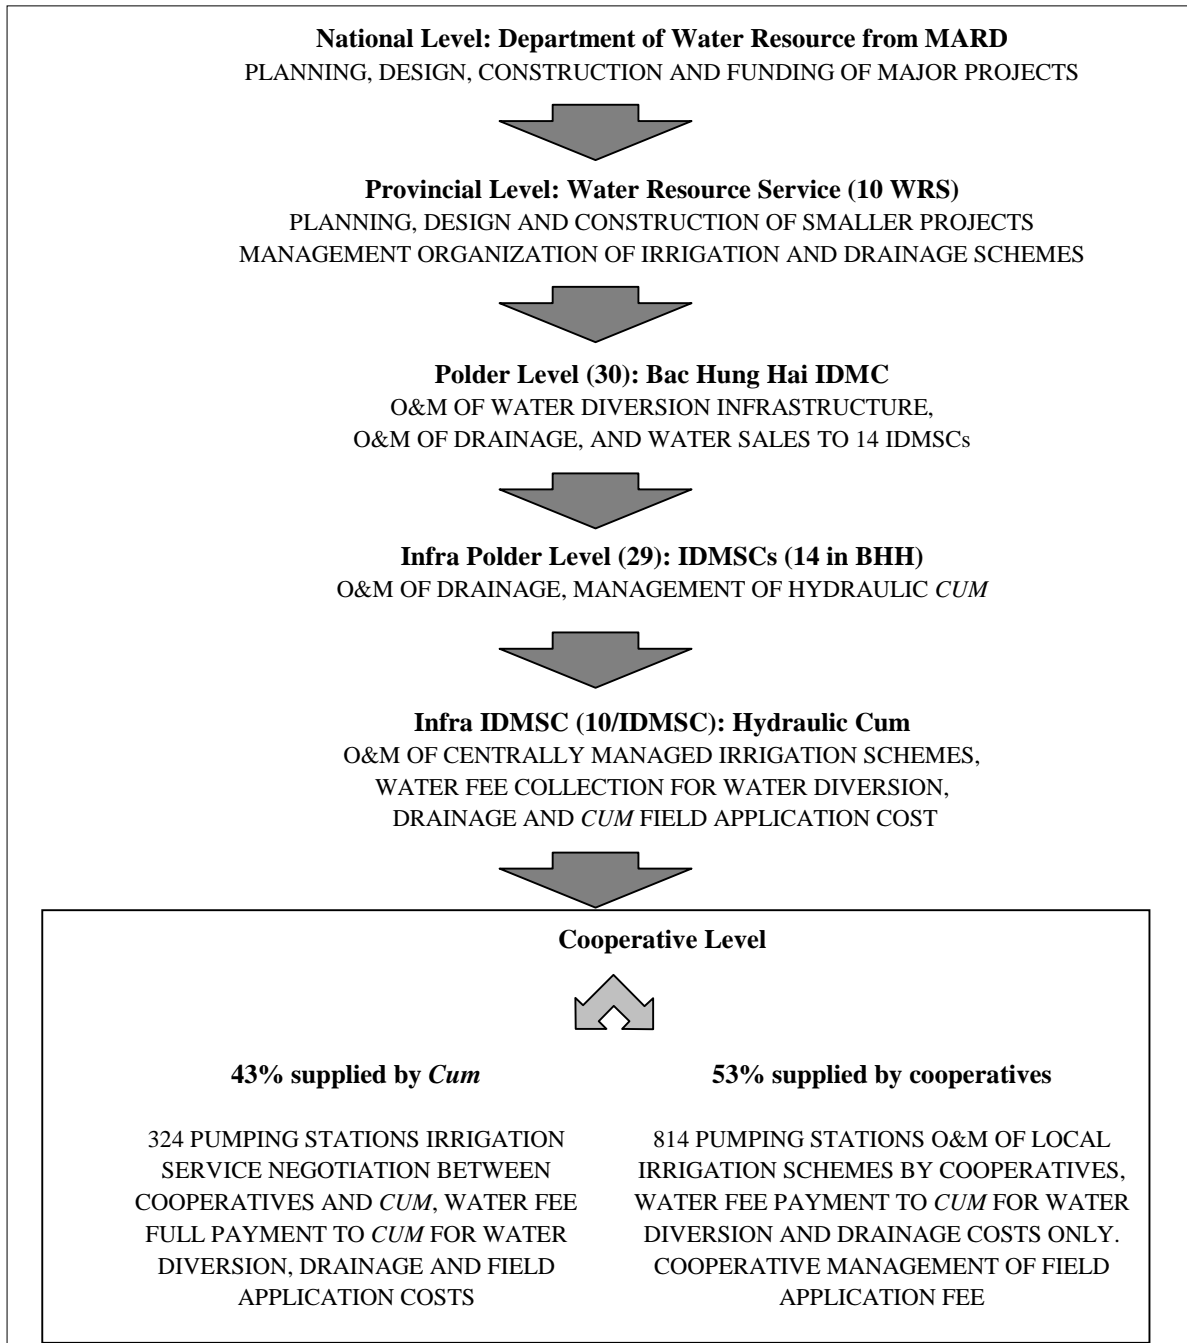 National Level: Department of Water Resource from MARD
PLANNING, DESIGN, CONSTRUCTION AND FUNDING OF MAJOR PROJECTS
Provincial Level: Water Resource Service (10 WRS)
PLANNING, DESIGN AND CONSTRUCTION OF SMALLER PROJECTS
MANAGEMENT ORGANIZATION OF IRRIGATION AND DRAINAGE SCHEMES
Polder Level (30): Bac Hung Hai IDMC
O&M OF WATER DIVERSION INFRASTRUCTURE,
O&M OF DRAINAGE, AND WATER SALES TO 14 IDMSCs
Infra Polder Level (29): IDMSCs (14 in BHH)
O&M OF DRAINAGE, MANAGEMENT OF HYDRAULIC CUM
Infra IDMSC (10/IDMSC): Hydraulic Cum
O&M OF CENTRALLY MANAGED IRRIGATION SCHEMES,
WATER FEE COLLECTION FOR WATER DIVERSION,
DRAINAGE AND CUM FIELD APPLICATION COST
Cooperative Level
43% supplied by Cum
324 PUMPING STATIONS IRRIGATION
SERVICE NEGOTIATION BETWEEN
COOPERATIVES AND CUM, WATER FEE
FULL PAYMENT TO CUM FOR WATER
DIVERSION, DRAINAGE AND FIELD
APPLICATION COSTS
53% supplied by cooperatives
814 PUMPING STATIONS O&M OF LOCAL
IRRIGATION SCHEMES BY COOPERATIVES,
WATER FEE PAYMENT TO CUM FOR WATER
DIVERSION AND DRAINAGE COSTS ONLY.
COOPERATIVE MANAGEMENT OF FIELD
APPLICATION FEE